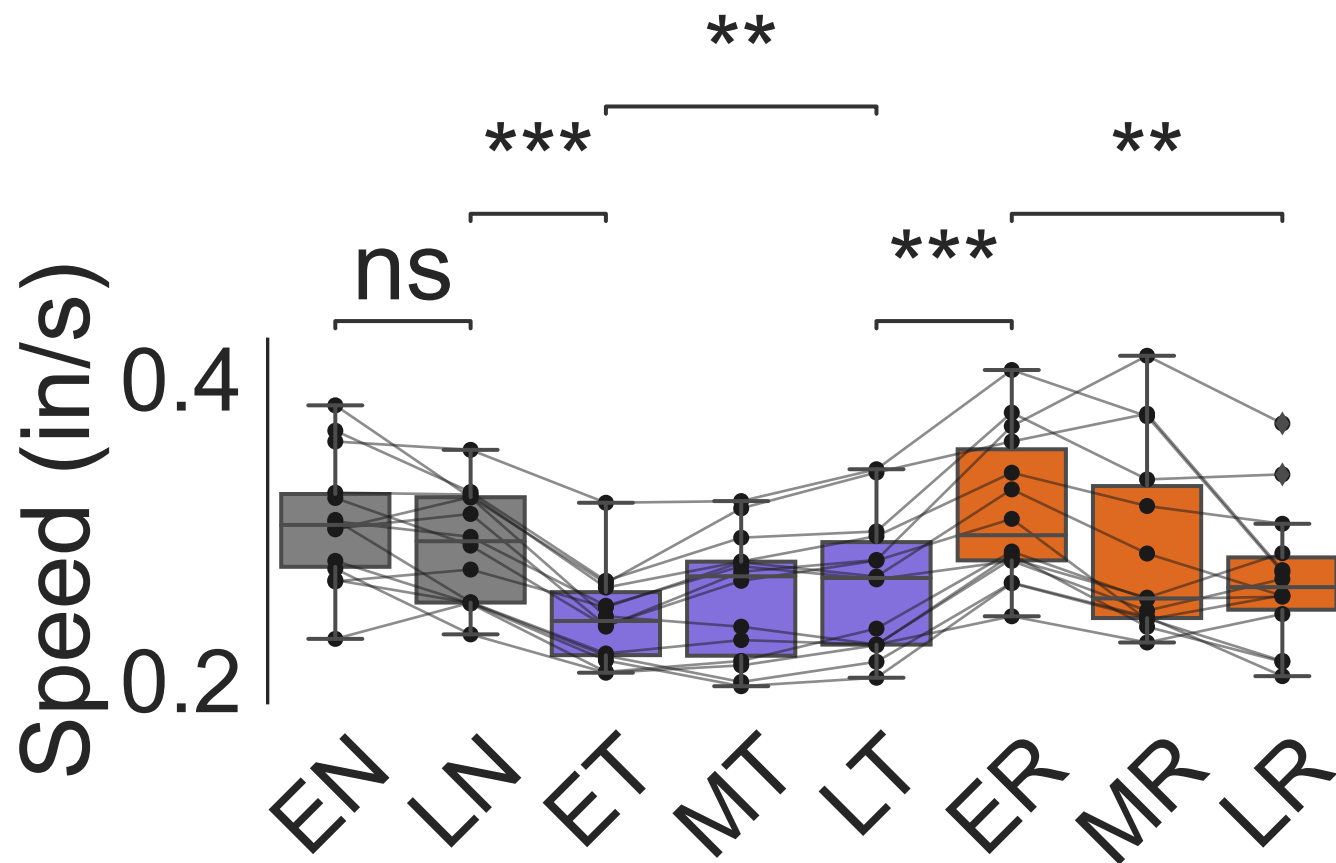 **
***
**
ns
***
Speed (in/s)
0.4
0.2
EN
LN
ET
MT
LT
ER
MR
LR